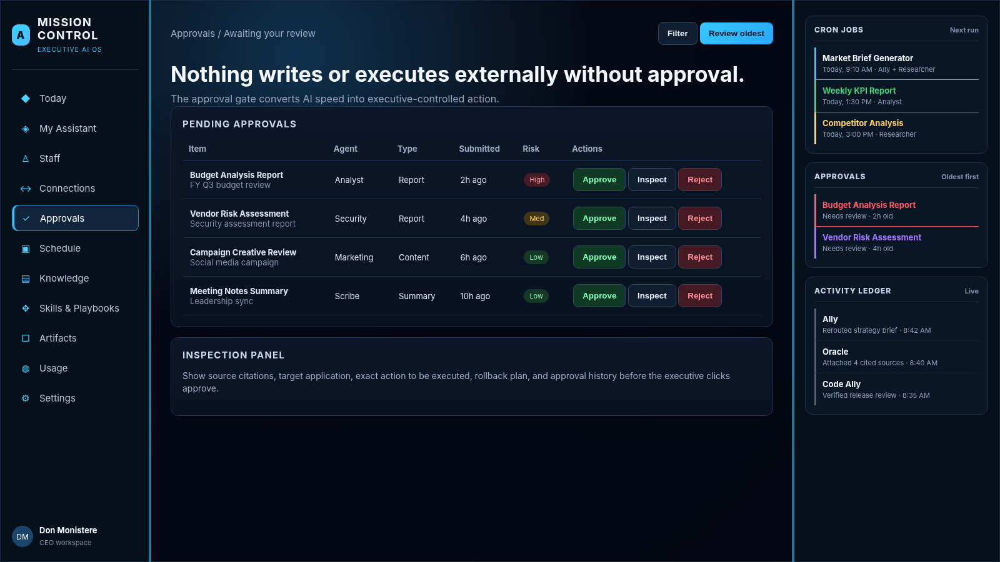 A
MISSION
CONTROL
EXECUTIVE AI OS
Today
My Assistant
Staff
Connections
Approvals
Schedule
Knowledge
Skills & Playbooks
Artifacts
Usage
Settings
DM
Don Monistere
CEO workspace
Approvals / Awaiting your review
Filter
Review oldest
Nothing writes or executes externally without approval.
The approval gate converts AI speed into executive-controlled action.
PENDING APPROVALS
Item Agent Type Submitted Risk Actions
Budget Analysis Report
FY Q3 budget review
Analyst Report 2h ago High Approve Inspect Reject
Vendor Risk Assessment
Security assessment report
Security Report 4h ago Med Approve Inspect Reject
Campaign Creative Review
Social media campaign
Marketing Content 6h ago Low Approve Inspect Reject
Meeting Notes Summary
Leadership sync
Scribe Summary 10h ago Low Approve Inspect Reject
INSPECTION PANEL
Show source citations, target application, exact action to be executed, rollback plan, and approval history before the executive clicks
approve.
CRON JOBS Next run
Market Brief Generator
Today, 9:10 AM · Ally + Researcher
Weekly KPI Report
Today, 1:30 PM · Analyst
Competitor Analysis
Today, 3:00 PM · Researcher
APPROVALS Oldest first
Budget Analysis Report
Needs review · 2h old
Vendor Risk Assessment
Needs review · 4h old
ACTIVITY LEDGER Live
Ally
Rerouted strategy brief · 8:42 AM
Oracle
Attached 4 cited sources · 8:40 AM
Code Ally
Verified release review · 8:35 AM